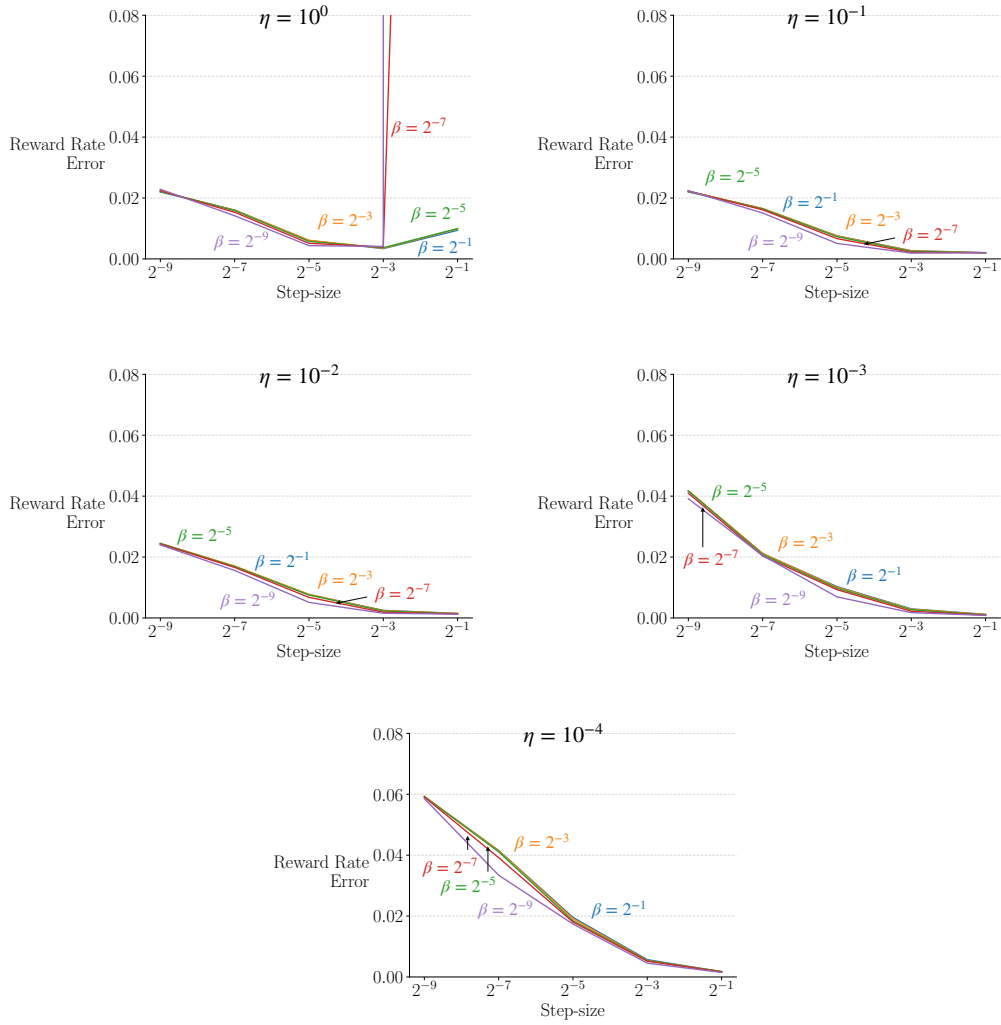 η = 10⁰
0.08
0.06
0.04
0.02
0.00
Reward Rate
Error
β = 2⁻⁷
β = 2⁻³
β = 2⁻⁵
β = 2⁻⁹
β = 2⁻¹
2⁻⁹ 2⁻⁷ 2⁻⁵ 2⁻³ 2⁻¹
Step-size
η = 10⁻¹
0.08
0.06
0.04
0.02
0.00
Reward Rate
Error
β = 2⁻⁵
β = 2⁻¹
β = 2⁻³
β = 2⁻⁷
β = 2⁻⁹
2⁻⁹ 2⁻⁷ 2⁻⁵ 2⁻³ 2⁻¹
Step-size
η = 10⁻²
0.08
0.06
0.04
0.02
0.00
Reward Rate
Error
β = 2⁻⁵
β = 2⁻¹
β = 2⁻³
β = 2⁻⁷
β = 2⁻⁹
2⁻⁹ 2⁻⁷ 2⁻⁵ 2⁻³ 2⁻¹
Step-size
η = 10⁻³
0.08
0.06
0.04
0.02
0.00
Reward Rate
Error
β = 2⁻⁵
β = 2⁻³
β = 2⁻⁷
β = 2⁻¹
β = 2⁻⁹
2⁻⁹ 2⁻⁷ 2⁻⁵ 2⁻³ 2⁻¹
Step-size
η = 10⁻⁴
0.08
0.06
0.04
0.02
0.00
Reward Rate
Error
β = 2⁻³
β = 2⁻⁷
β = 2⁻⁵
β = 2⁻⁹
β = 2⁻¹
2⁻⁹ 2⁻⁷ 2⁻⁵ 2⁻³ 2⁻¹
Step-size